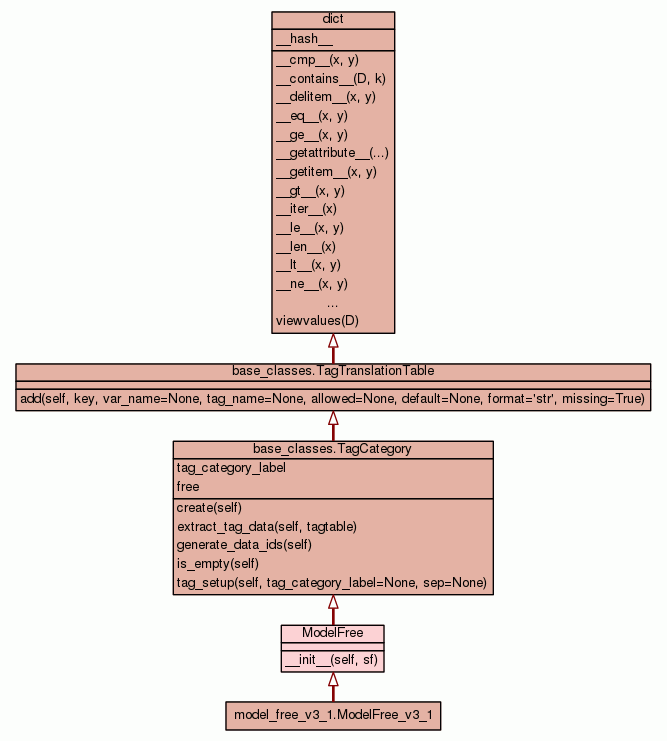 dict
__hash__
__cmp__(x, y)
__contains__(D, k)
__delitem__(x, y)
__eq__(x, y)
__ge__(x, y)
__getattribute__(...)
__getitem__(x, y)
__gt__(x, y)
__iter__(x)
__le__(x, y)
__len__(x)
__lt__(x, y)
__ne__(x, y)
...
viewvalues(D)
base_classes.TagTranslationTable
add(self, key, var_name=None, tag_name=None, allowed=None, default=None, format='str', missing=True)
base_classes.TagCategory
tag_category_label
free
create(self)
extract_tag_data(self, tagtable)
generate_data_ids(self)
is_empty(self)
tag_setup(self, tag_category_label=None, sep=None)
ModelFree
__init__(self, sf)
model_free_v3_1.ModelFree_v3_1